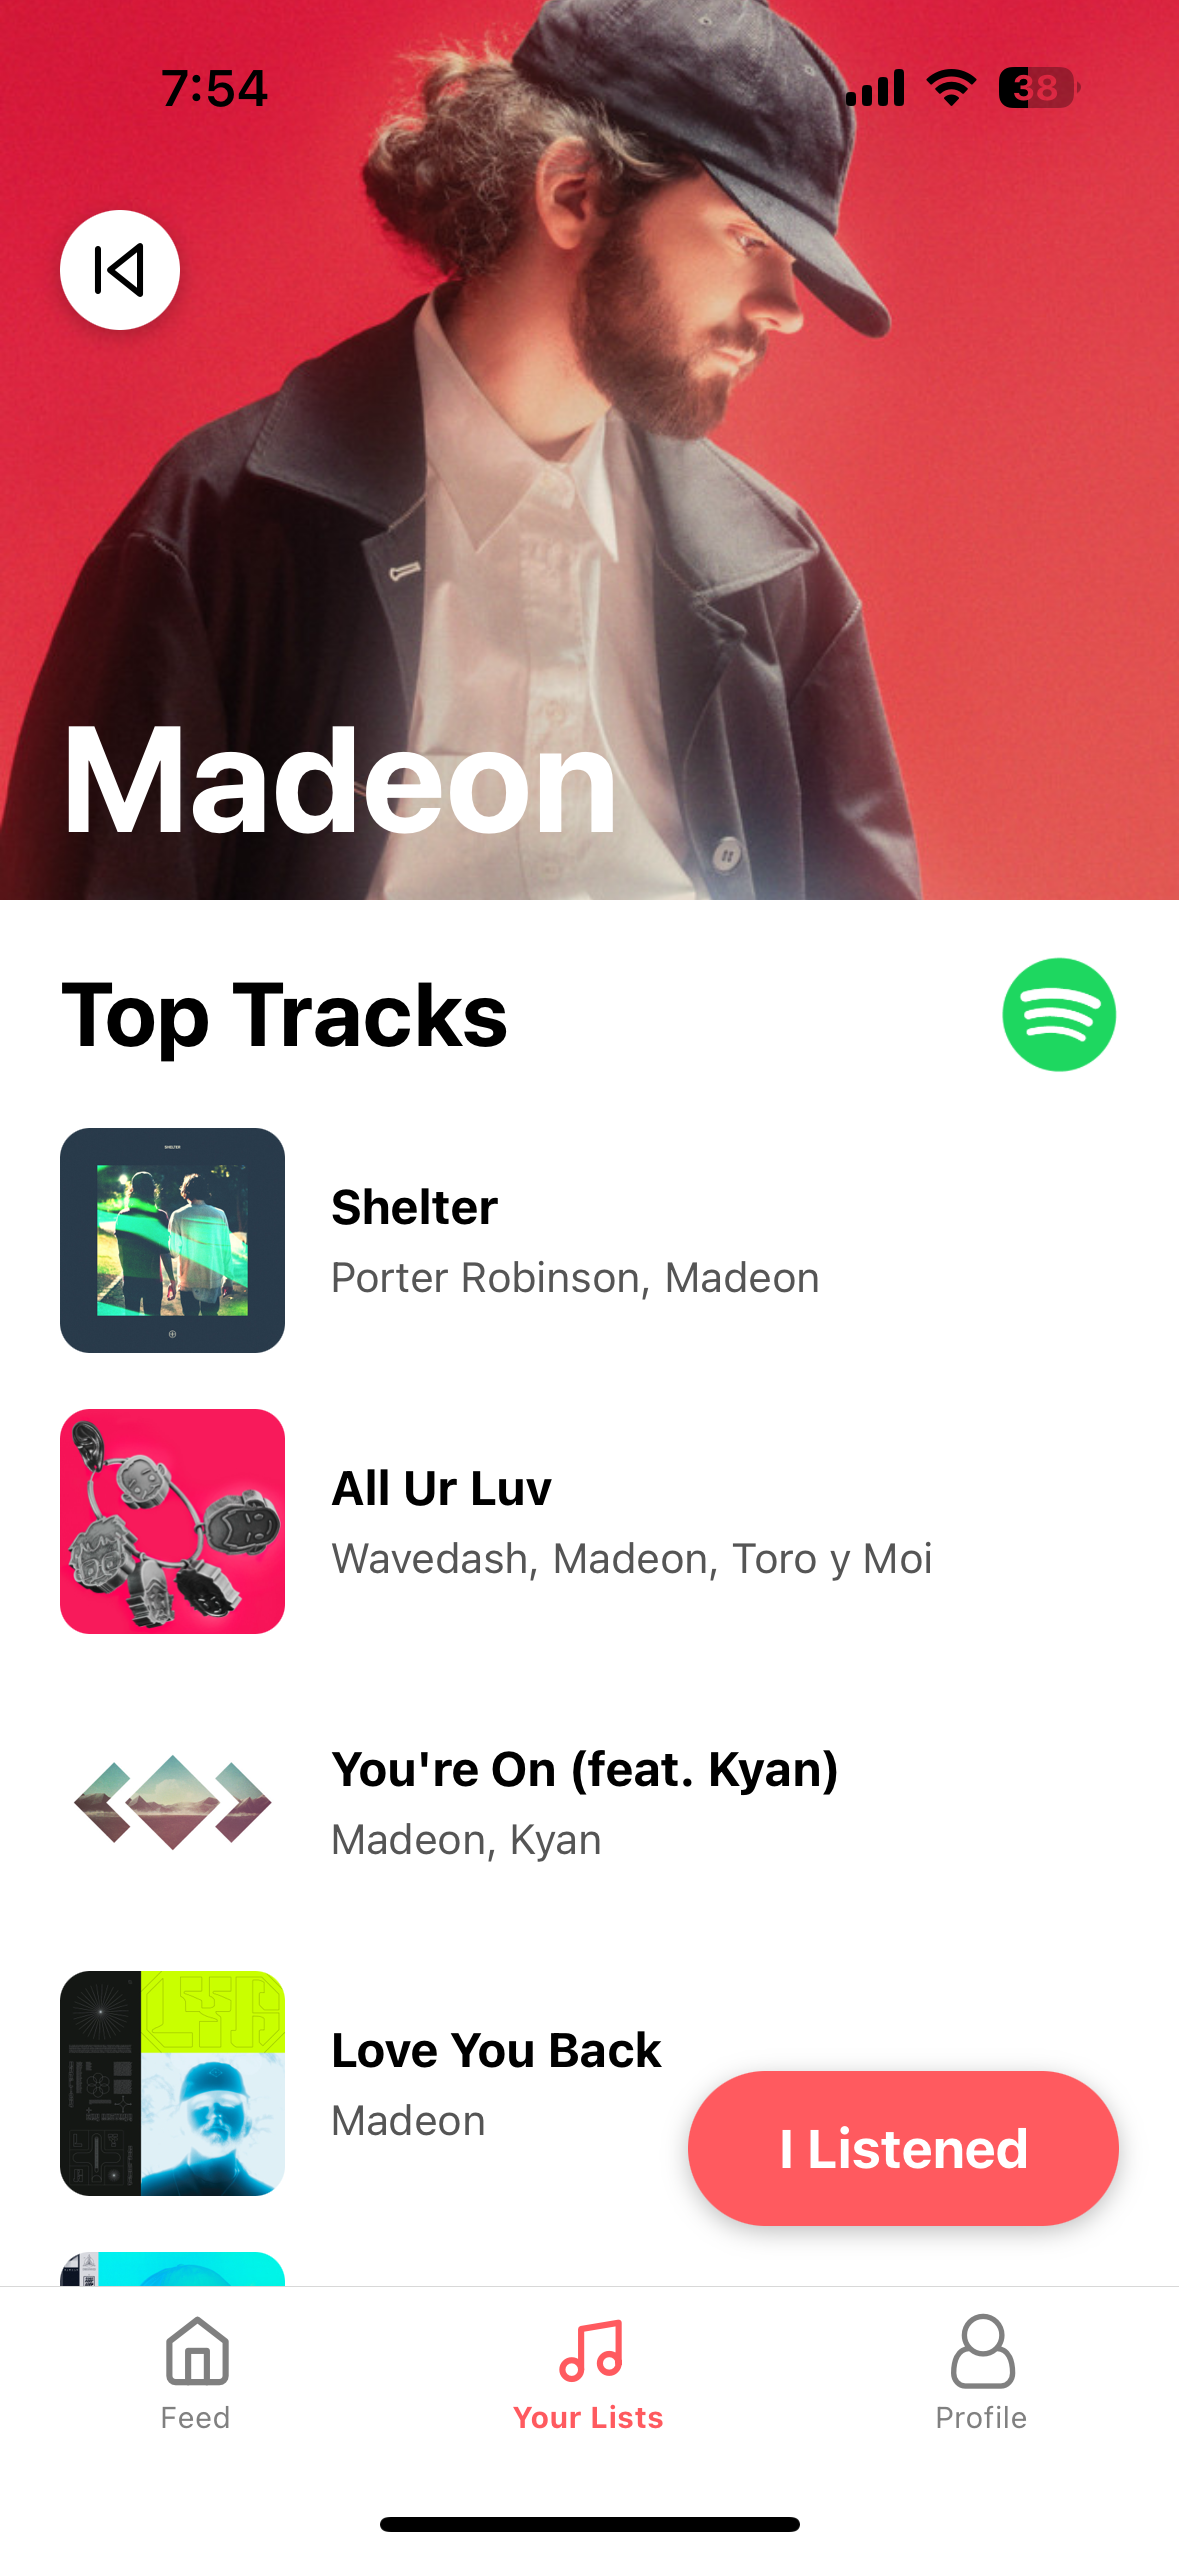 7:54
38
Madeon
Top Tracks
SHELTER
Shelter
Porter Robinson, Madeon
All Ur Luv
Wavedash, Madeon, Toro y Moi
You're On (feat. Kyan)
Madeon, Kyan
Love You Back
Madeon
I Listened
Feed
Your Lists
Profile